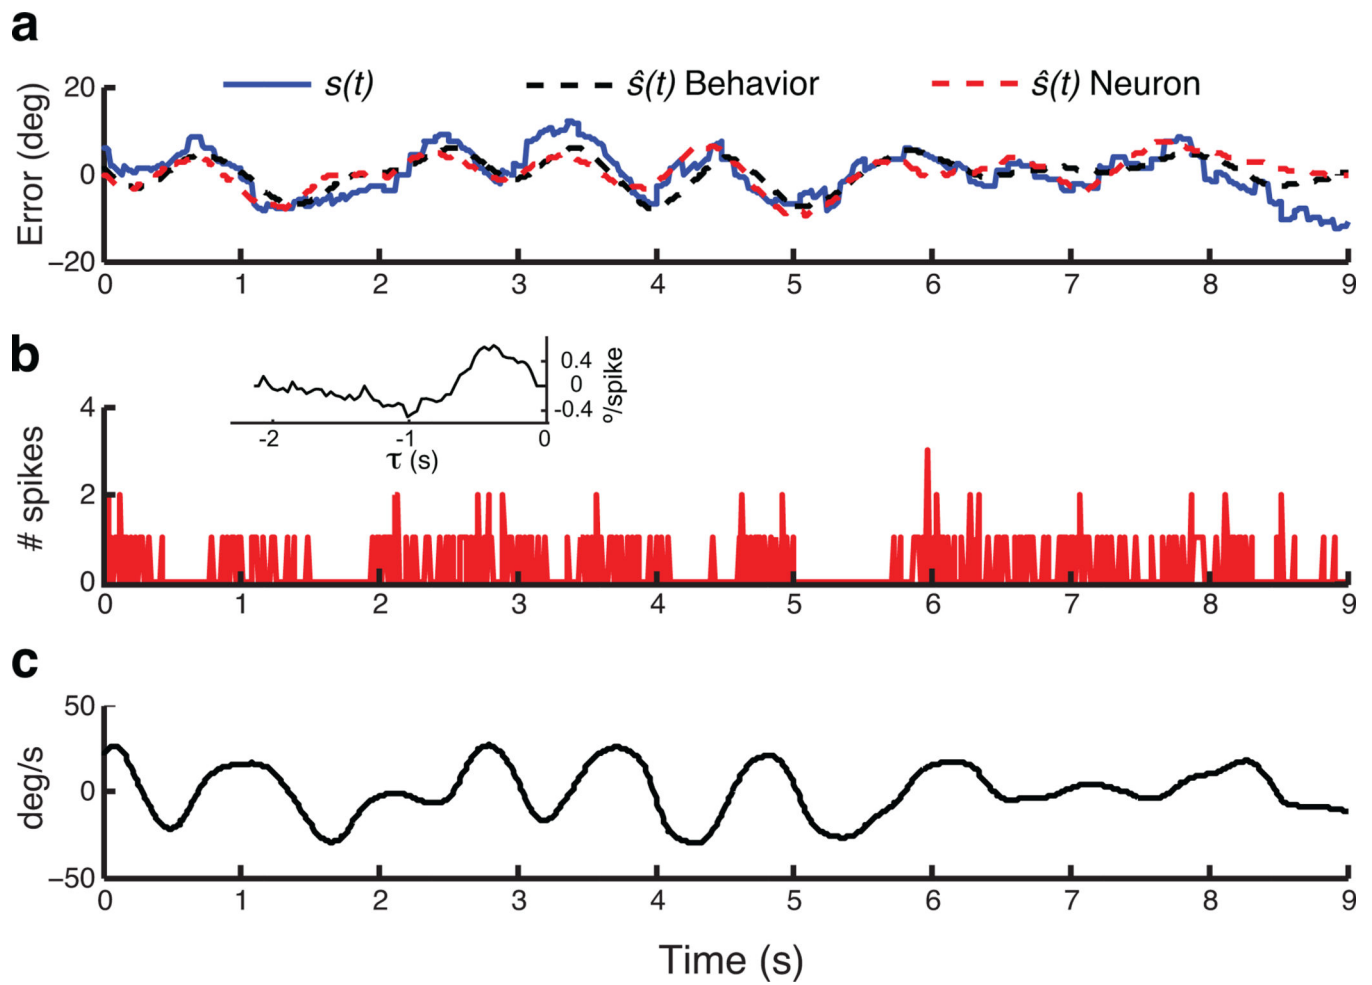 a
s(t) ŝ(t) Behavior ŝ(t) Neuron
Error (deg)
20
0
−20
0 1 2 3 4 5 6 7 8 9
b
# spikes
4
2
0
0.4
0
-0.4
º/spike
-2 -1 0
τ (s)
0 1 2 3 4 5 6 7 8 9
c
deg/s
50
0
−50
0 1 2 3 4 5 6 7 8 9
Time (s)